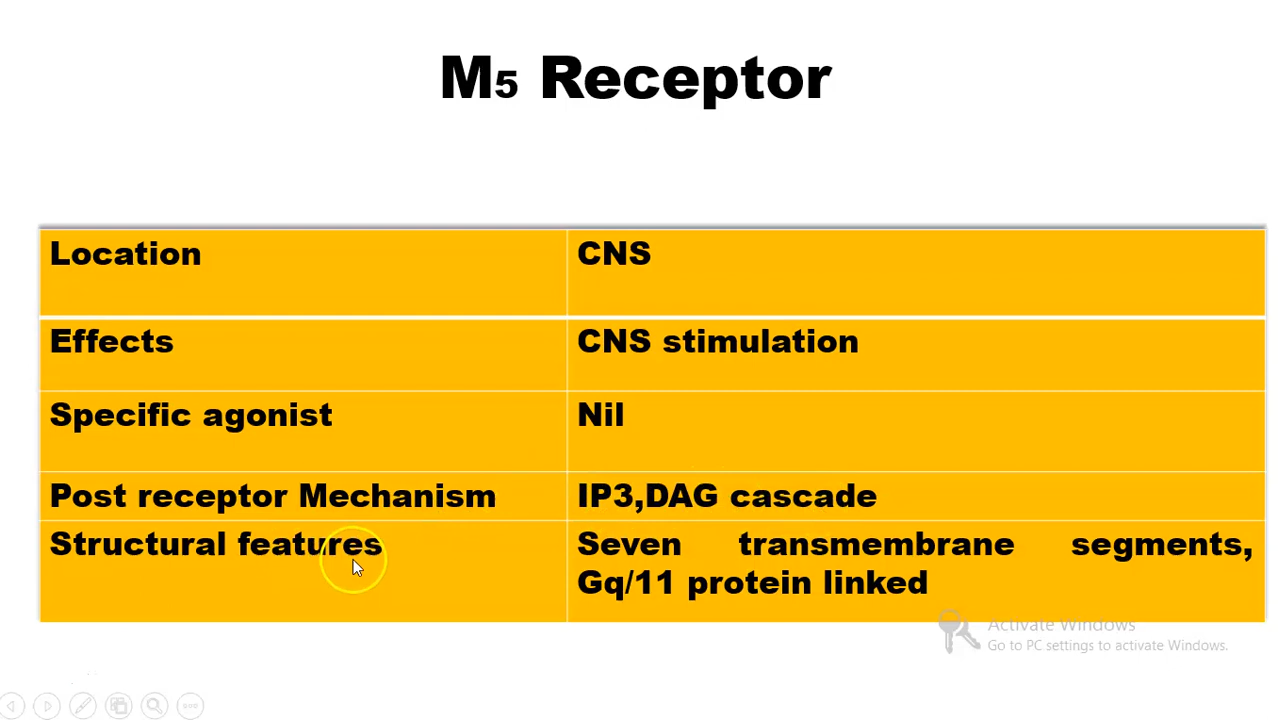 M5 Receptor
Location
CNS
Effects
CNS stimulation
Specific agonist
Nil
Post receptor Mechanism
IP3,DAG cascade
Structural features
Seven transmembrane segments,
Gq/11 protein linked
Activate Windows
Go to PC settings to activate Windows.